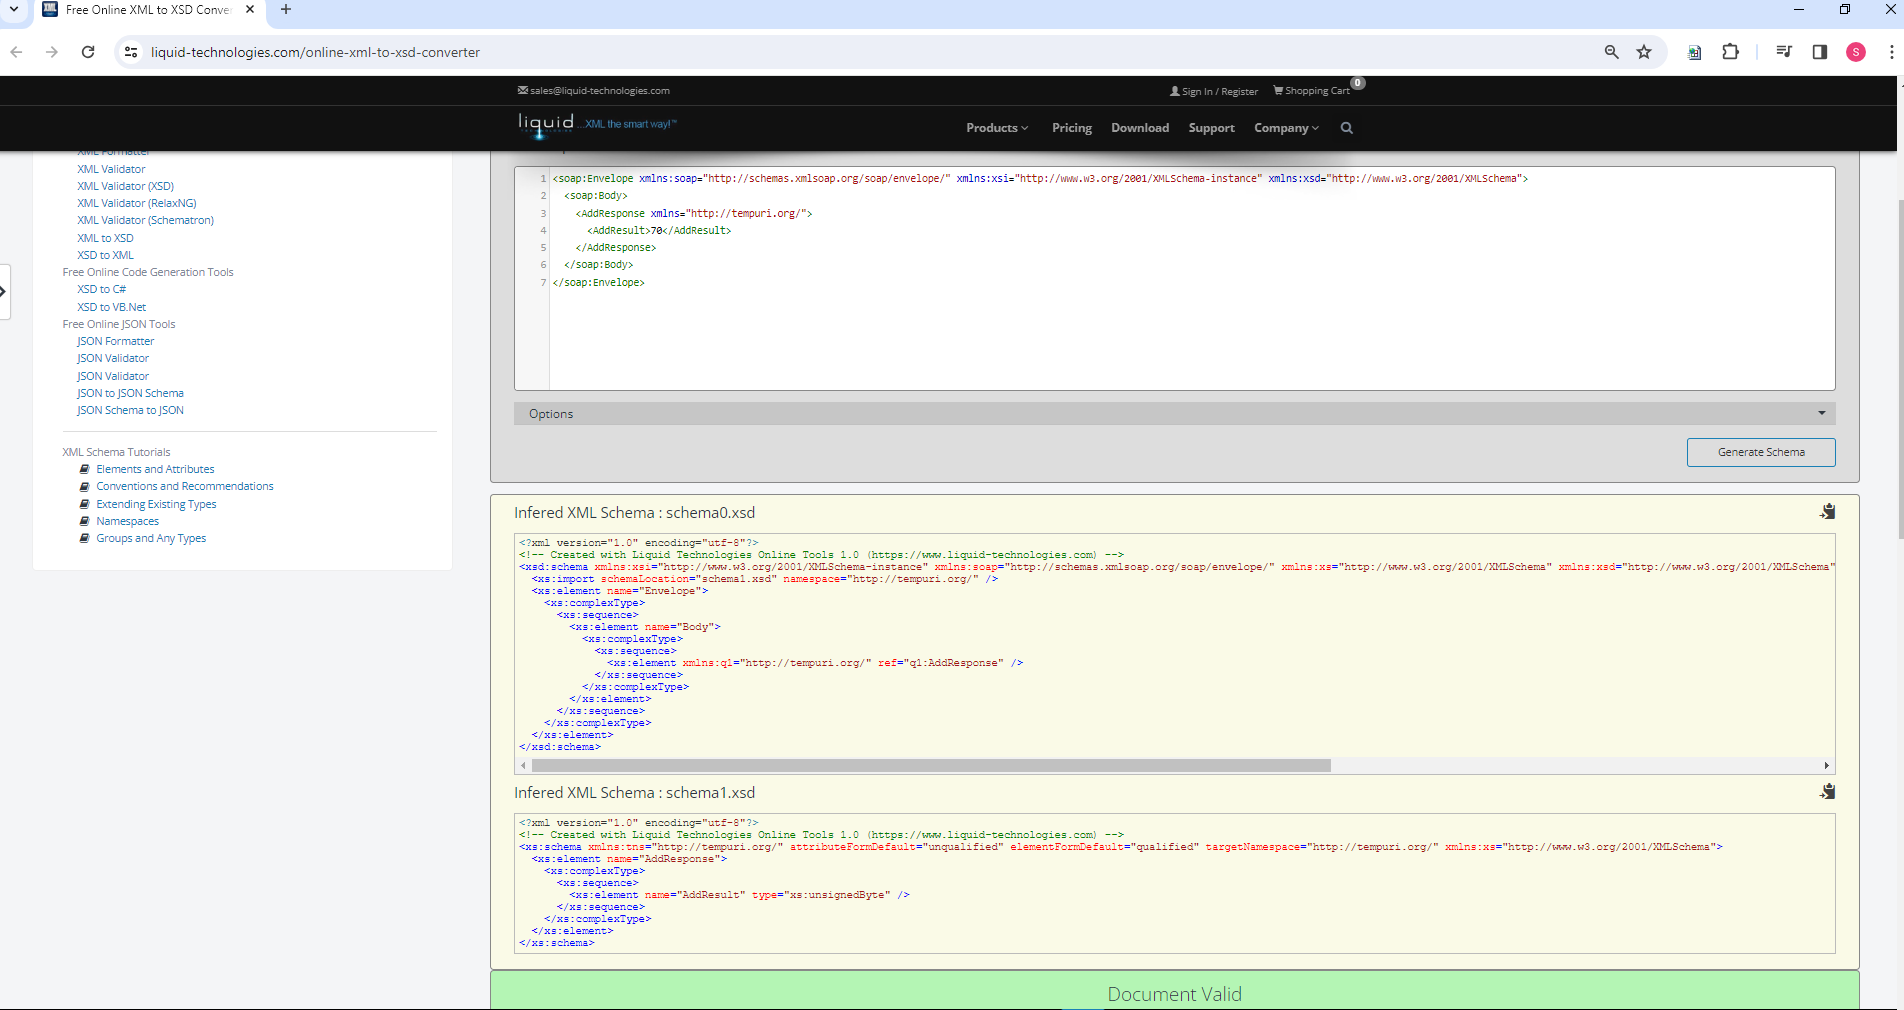 Free Online XML to XSD Conve
liquid-technologies.com/online-xml-to-xsd-converter
S
sales@liquid-technologies.com
Sign In / Register
Shopping Cart
0
liquid
...XML the smart way!™
Products
Pricing
Download
Support
Company
XML Formatter
XML Validator
XML Validator (XSD)
XML Validator (RelaxNG)
XML Validator (Schematron)
XML to XSD
XSD to XML
Free Online Code Generation Tools
XSD to C#
XSD to VB.Net
Free Online JSON Tools
JSON Formatter
JSON Validator
JSON Validator
JSON to JSON Schema
JSON Schema to JSON
XML Schema Tutorials
Elements and Attributes
Conventions and Recommendations
Extending Existing Types
Namespaces
Groups and Any Types
1 <soap:Envelope xmlns:soap="http://schemas.xmlsoap.org/soap/envelope/" xmlns:xsi="http://www.w3.org/2001/XMLSchema-instance" xmlns:xsd="http://www.w3.org/2001/XMLSchema">
2 <soap:Body>
3 <AddResponse xmlns="http://tempuri.org/">
4 <AddResult>70</AddResult>
5 </AddResponse>
6 </soap:Body>
7 </soap:Envelope>
Options
Generate Schema
Infered XML Schema : schema0.xsd
<?xml version="1.0" encoding="utf-8"?>
<!-- Created with Liquid Technologies Online Tools 1.0 (https://www.liquid-technologies.com) -->
<xsd:schema xmlns:xsi="http://www.w3.org/2001/XMLSchema-instance" xmlns:soap="http://schemas.xmlsoap.org/soap/envelope/" xmlns:xs="http://www.w3.org/2001/XMLSchema" xmlns:xsd="http://www.w3.org/2001/XMLSchema"
<xs:import schemaLocation="schema1.xsd" namespace="http://tempuri.org/" />
<xs:element name="Envelope">
<xs:complexType>
<xs:sequence>
<xs:element name="Body">
<xs:complexType>
<xs:sequence>
<xs:element xmlns:q1="http://tempuri.org/" ref="q1:AddResponse" />
</xs:sequence>
</xs:complexType>
</xs:element>
</xs:sequence>
</xs:complexType>
</xs:element>
</xsd:schema>
Infered XML Schema : schema1.xsd
<?xml version="1.0" encoding="utf-8"?>
<!-- Created with Liquid Technologies Online Tools 1.0 (https://www.liquid-technologies.com) -->
<xs:schema xmlns:tns="http://tempuri.org/" attributeFormDefault="unqualified" elementFormDefault="qualified" targetNamespace="http://tempuri.org/" xmlns:xs="http://www.w3.org/2001/XMLSchema">
<xs:element name="AddResponse">
<xs:complexType>
<xs:sequence>
<xs:element name="AddResult" type="xs:unsignedByte" />
</xs:sequence>
</xs:complexType>
</xs:element>
</xs:schema>
Document Valid